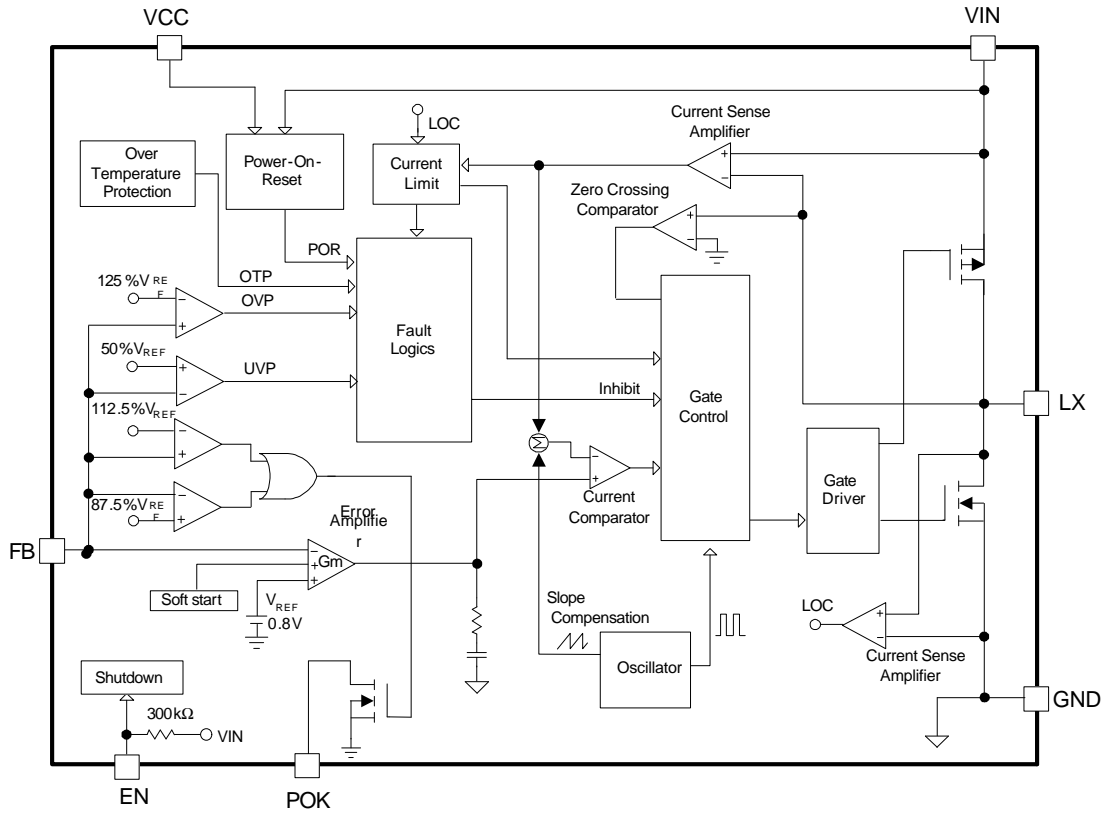 VCC
VIN
LOC
Current Sense
Amplifier
Over
Temperature
Protection
Power-On-
Reset
Current
Limit
Zero Crossing
Comparator
POR
OTP
125%VRE
F
OVP
Fault
Logics
50%VREF
UVP
Inhibit
Gate
Control
LX
112.5%VREF
Gate
Driver
87.5%VRE
F
Error
Amplifie
r
Current
Comparator
FB
Gm
Soft start
VREF
0.8V
Slope
Compensation
LOC
Oscillator
Current Sense
Amplifier
Shutdown
300kΩ
VIN
GND
EN
POK
+
−
+
−
−
+
+
−
−
+
−
+
−
+
−
+
+
+
−
Σ